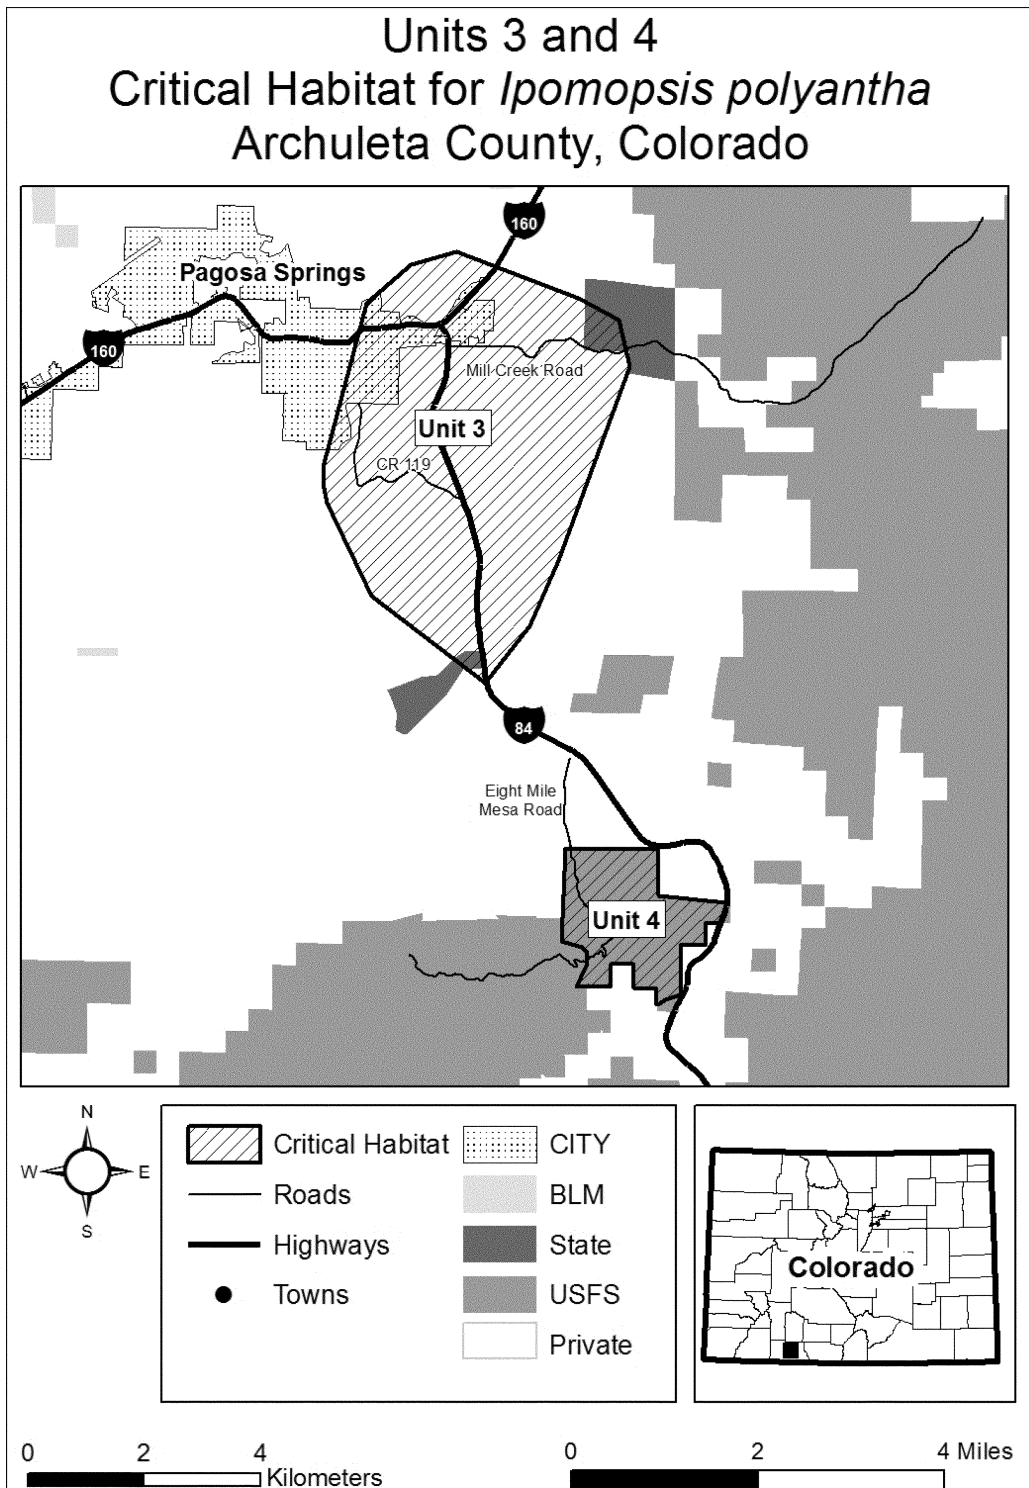 Units 3 and 4
Critical Habitat for Ipomopsis polyantha
Archuleta County, Colorado
160
Pagosa Springs
160
Mill Creek Road
Unit 3
CR 119
84
Eight Mile
Mesa Road
Unit 4
N
W E
S
Critical Habitat
Roads
Highways
Towns
CITY
BLM
State
USFS
Private
Colorado
0 2 4
Kilometers
0 2 4 Miles